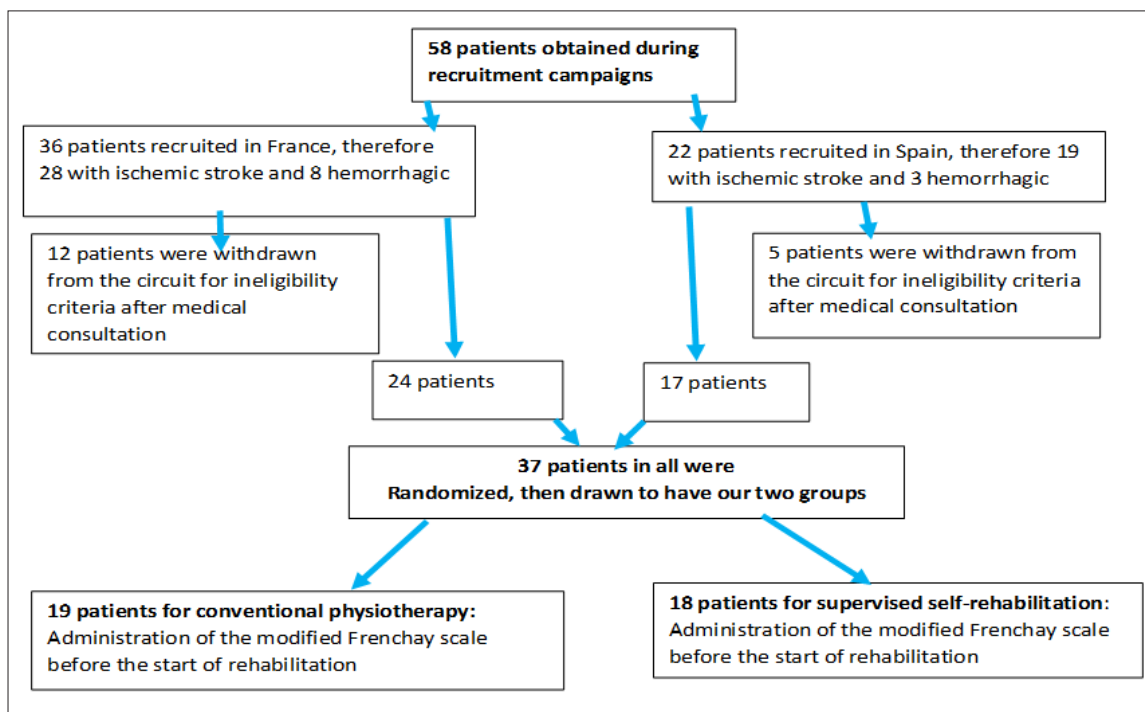 58 patients obtained during
recruitment campaigns
36 patients recruited in France, therefore
28 with ischemic stroke and 8 hemorrhagic
22 patients recruited in Spain, therefore 19
with ischemic stroke and 3 hemorrhagic
12 patients were withdrawn
from the circuit for ineligibility
criteria after medical
consultation
5 patients were withdrawn from
the circuit for ineligibility criteria
after medical consultation
24 patients
17 patients
37 patients in all were
Randomized, then drawn to have our two groups
19 patients for conventional physiotherapy:
Administration of the modified Frenchay scale
before the start of rehabilitation
18 patients for supervised self-rehabilitation:
Administration of the modified Frenchay scale
before the start of rehabilitation